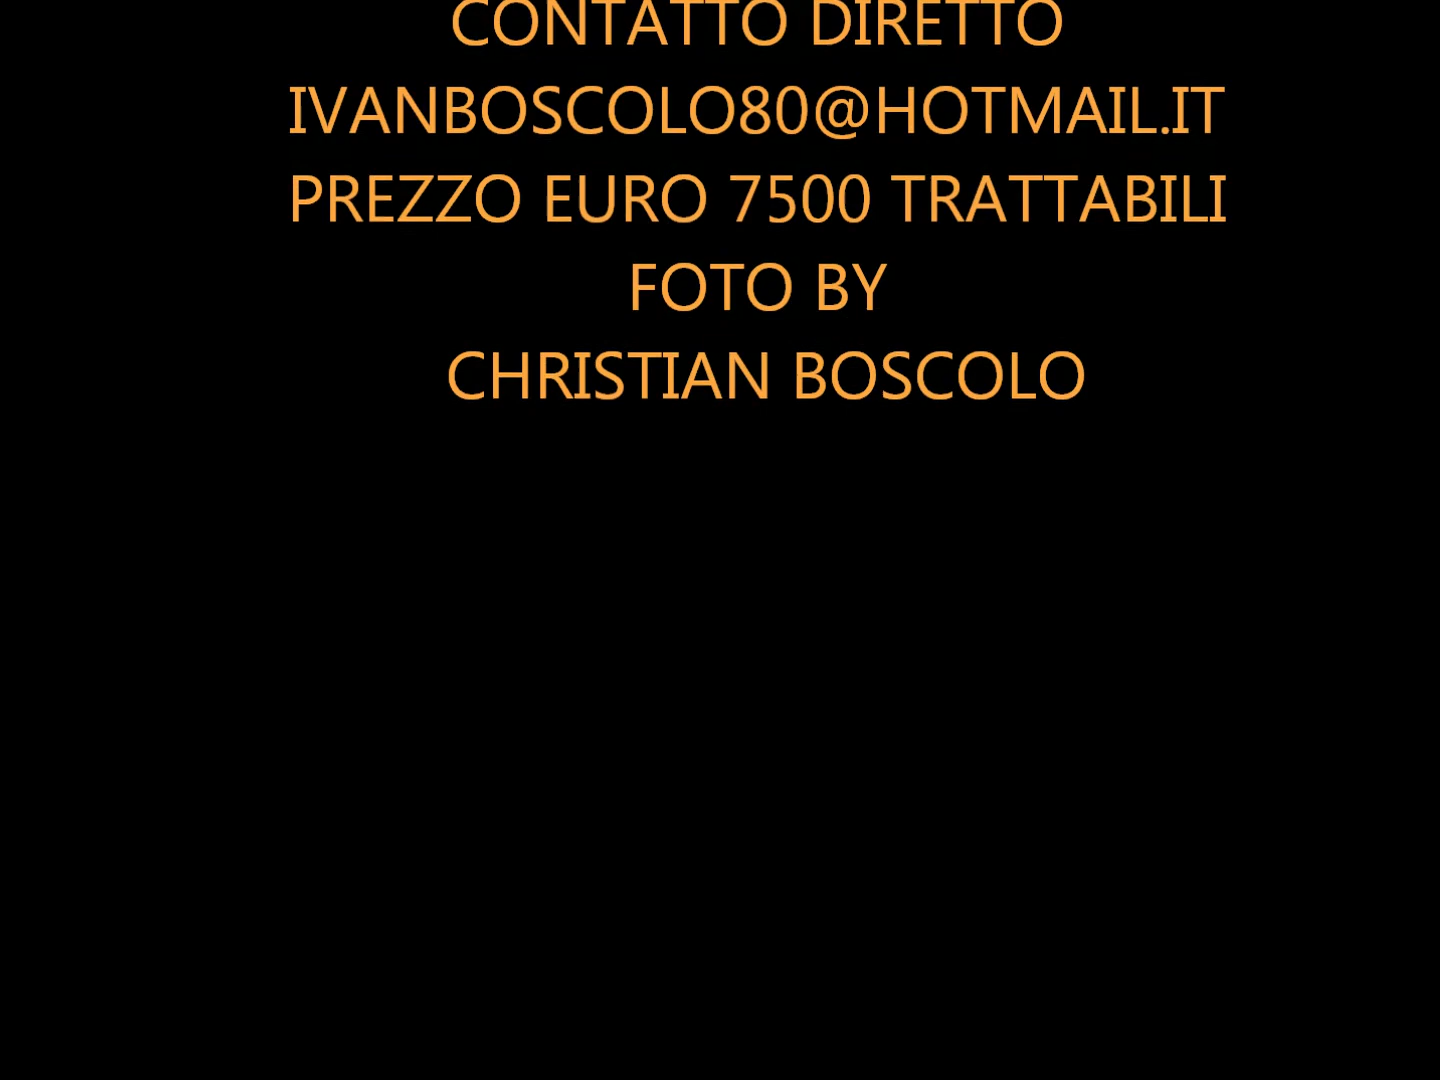 CONTATTO DIRETTO
IVANBOSCOLO80@HOTMAIL.IT
PREZZO EURO 7500 TRATTABILI
FOTO BY
CHRISTIAN BOSCOLO